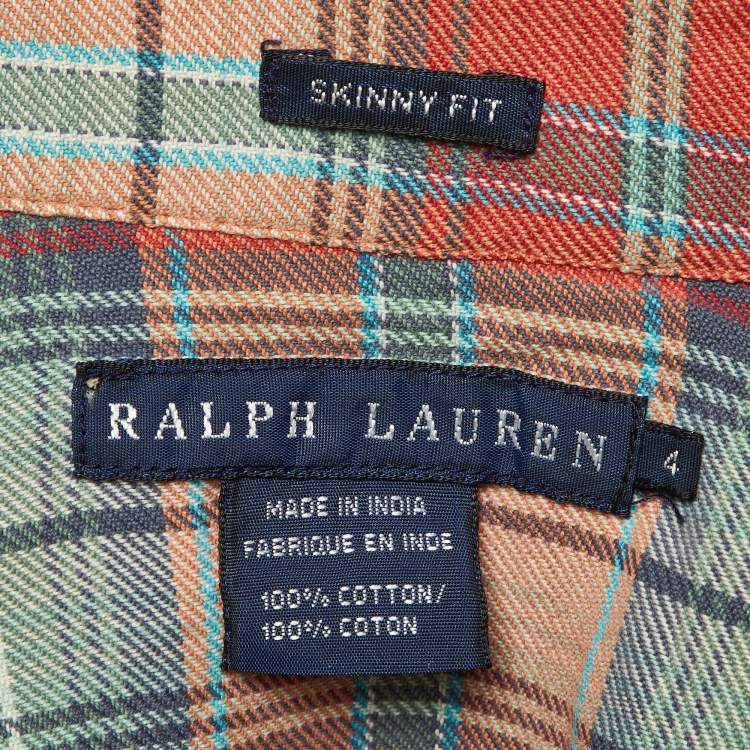 SKINNY FIT
RALPH LAUREN
4
MADE IN INDIA
FABRIQUE EN INDE
100% COTTON/
100% COTON